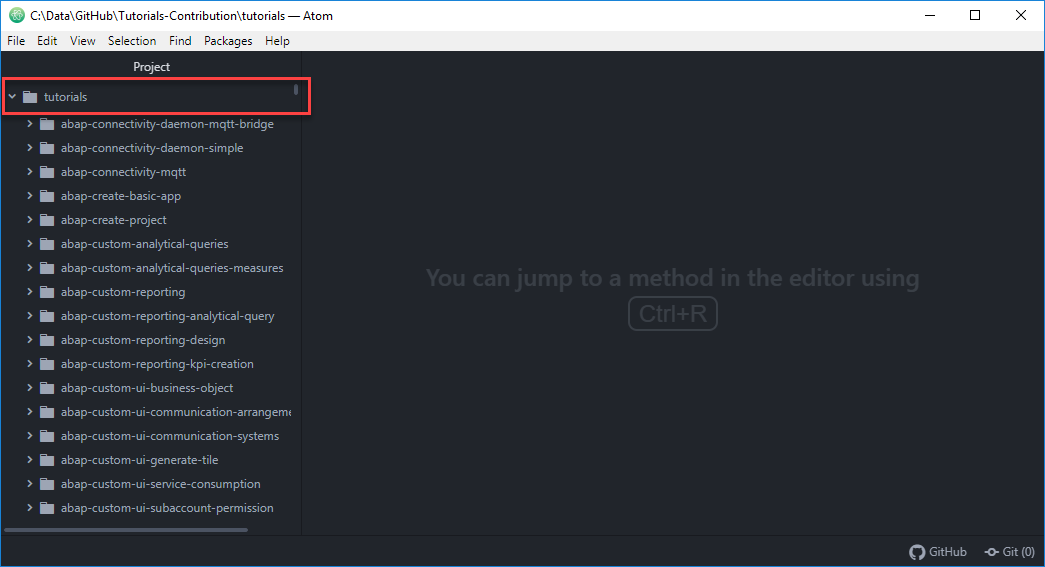 C:\Data\GitHub\Tutorials-Contribution\tutorials — Atom
File Edit View Selection Find Packages Help
Project
tutorials
abap-connectivity-daemon-mqtt-bridge
abap-connectivity-daemon-simple
abap-connectivity-mqtt
abap-create-basic-app
abap-create-project
abap-custom-analytical-queries
abap-custom-analytical-queries-measures
abap-custom-reporting
abap-custom-reporting-analytical-query
abap-custom-reporting-design
abap-custom-reporting-kpi-creation
abap-custom-ui-business-object
abap-custom-ui-communication-arrangeme
abap-custom-ui-communication-systems
abap-custom-ui-generate-tile
abap-custom-ui-service-consumption
abap-custom-ui-subaccount-permission
You can jump to a method in the editor using
Ctrl+R
GitHub Git (0)